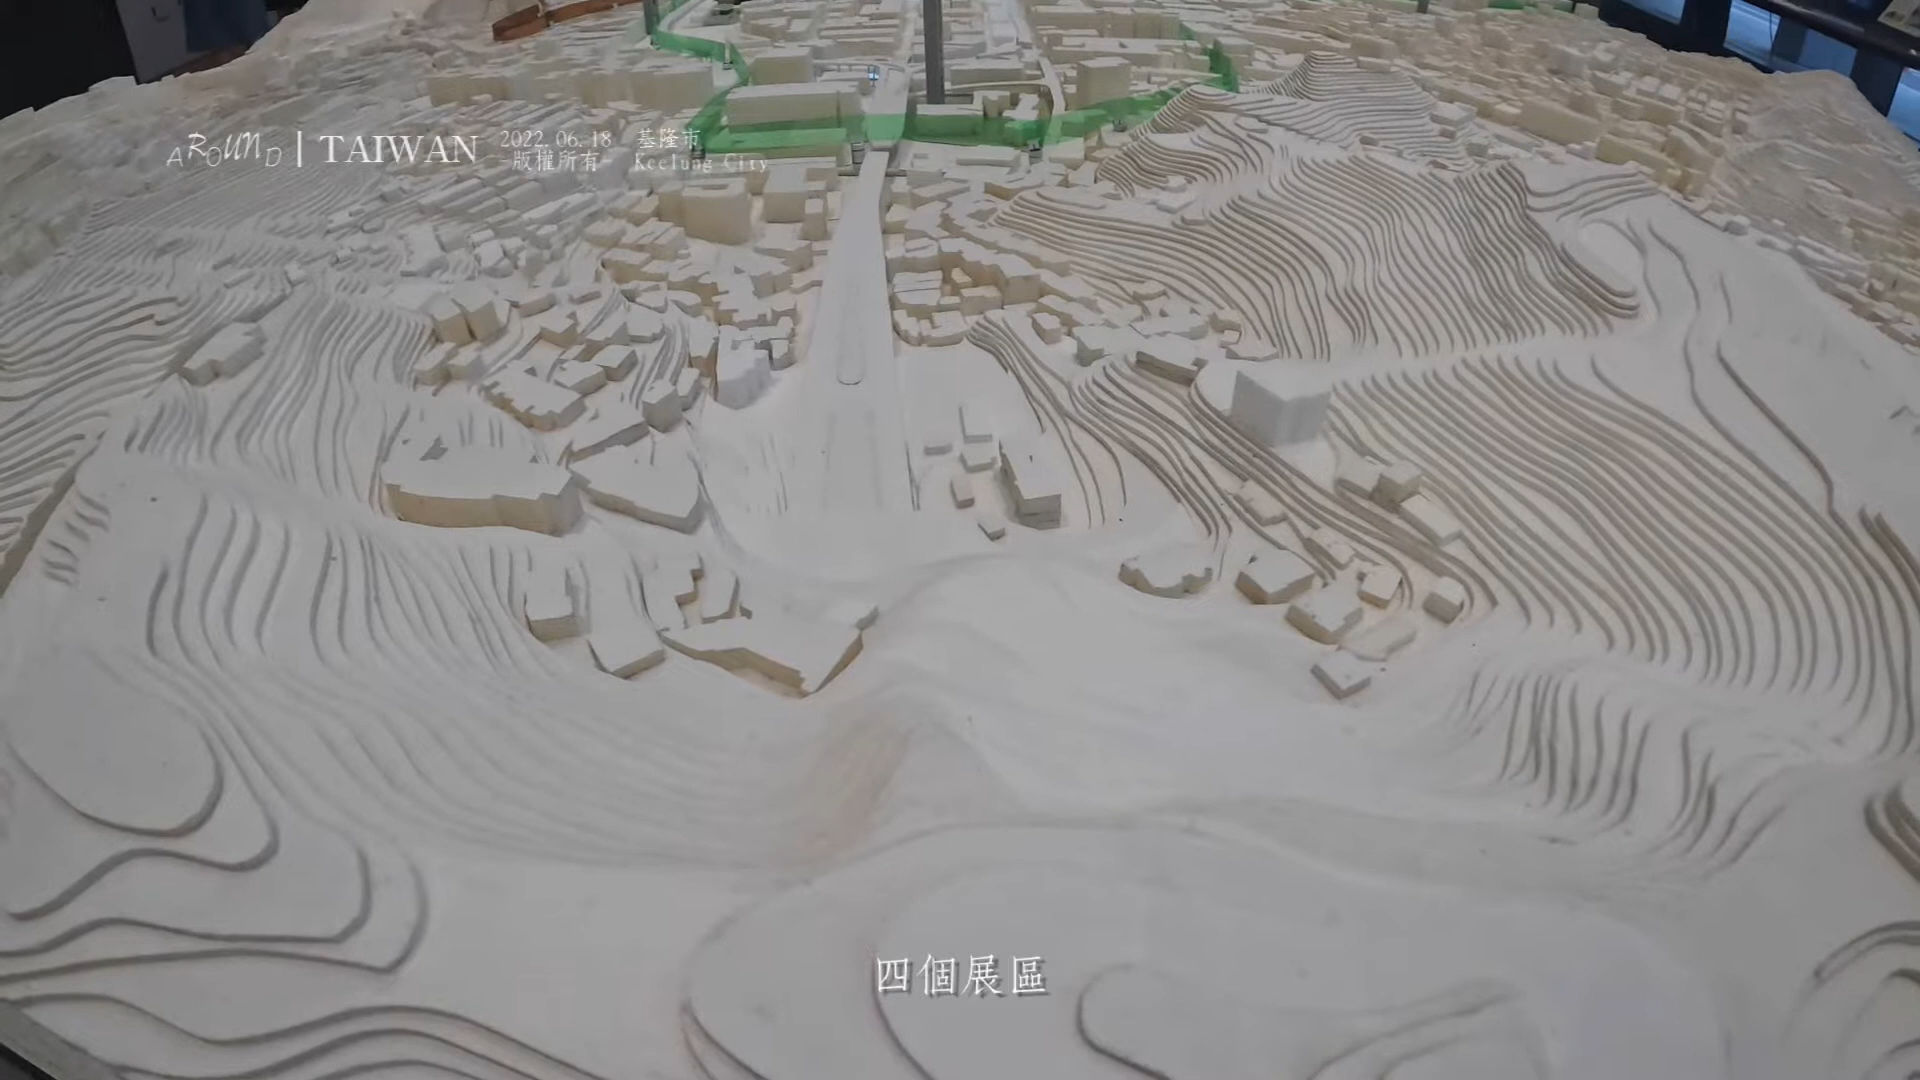 AROUND | TAIWAN
2022.06.18 基隆市
-版權所有- Keelung City
四個展區